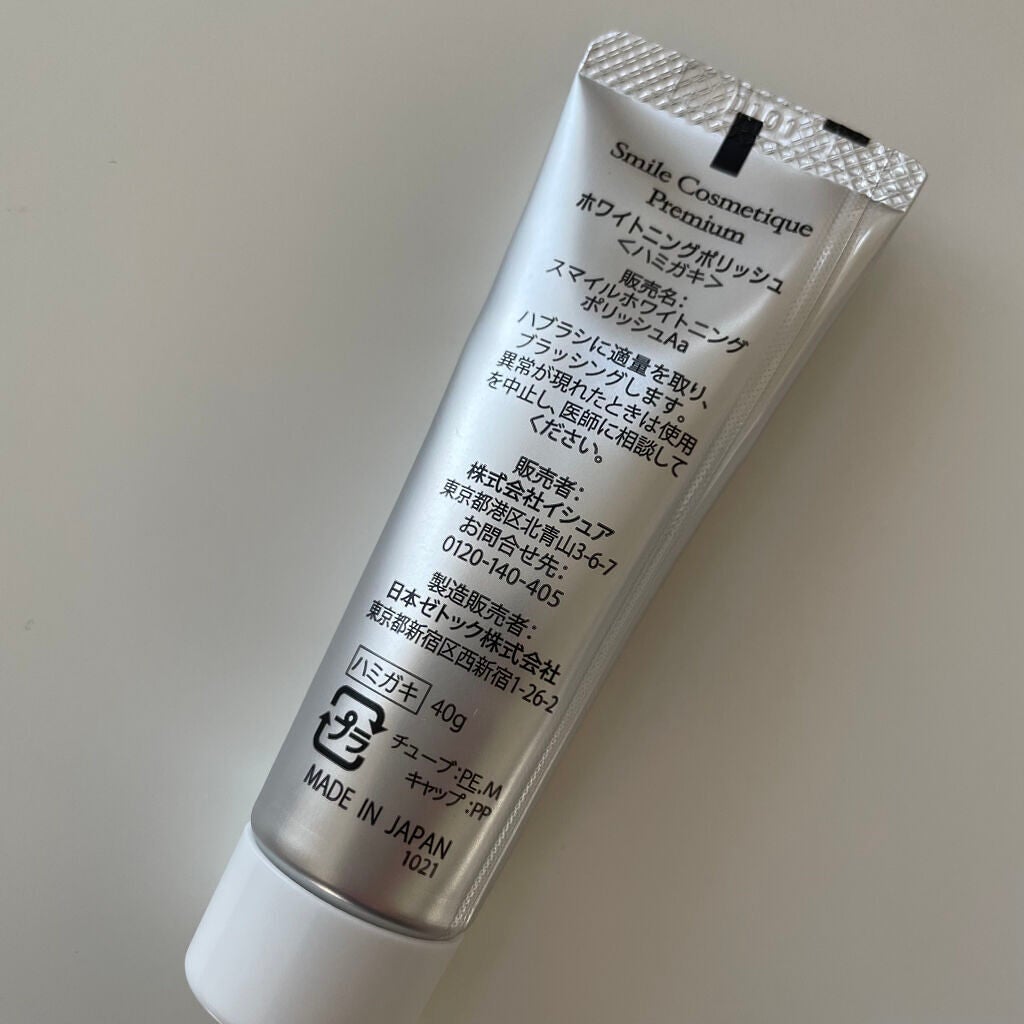 101
Smile Cosmetique
Premium
ホワイトニングポリッシュ
<ハミガキ>
販売名:
スマイルホワイトニング
ポリッシュAa
ハブラシに適量を取り、
ブラッシングします。
異常が現れたときは使用
を中止し、医師に相談して
ください。
販売者:
株式会社イシュア
東京都港区北青山3-6-7
お問合せ先:
0120-140-405
製造販売者:
日本ゼトック株式会社
東京都新宿区西新宿1-26-2
ハミガキ 40g
プラ
チューブ:PE,M
キャップ:PP
MADE IN JAPAN
1021